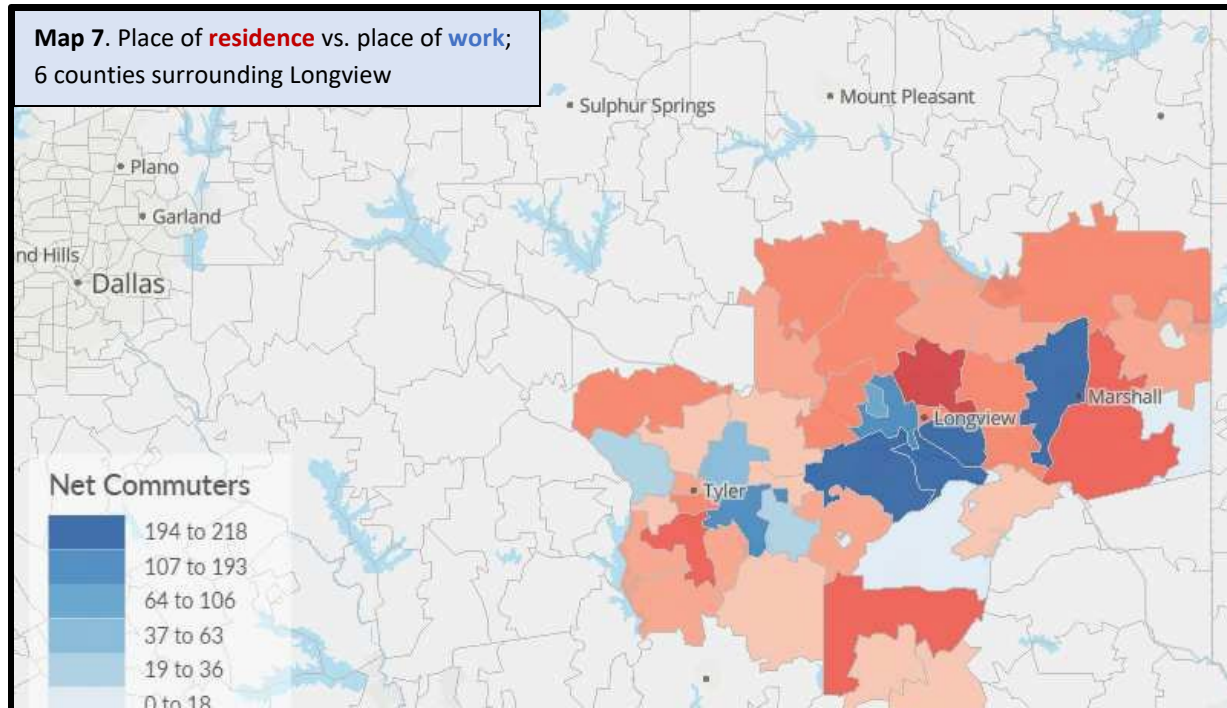 Map 7. Place of residence vs. place of work;
6 counties surrounding Longview
Sulphur Springs
Mount Pleasant
Plano
Garland
nd Hills
Dallas
Marshall
Longview
Tyler
Net Commuters
194 to 218
107 to 193
64 to 106
37 to 63
19 to 36
0 to 18